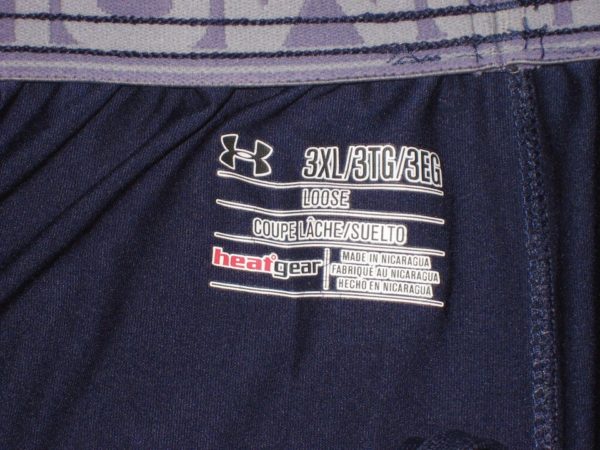 3XL/3TG/3EG
LOOSE
COUPE LÂCHE/SUELTO
heatgear
MADE IN NICARAGUA
FABRIQUÉ AU NICARAGUA
HECHO EN NICARAGUA